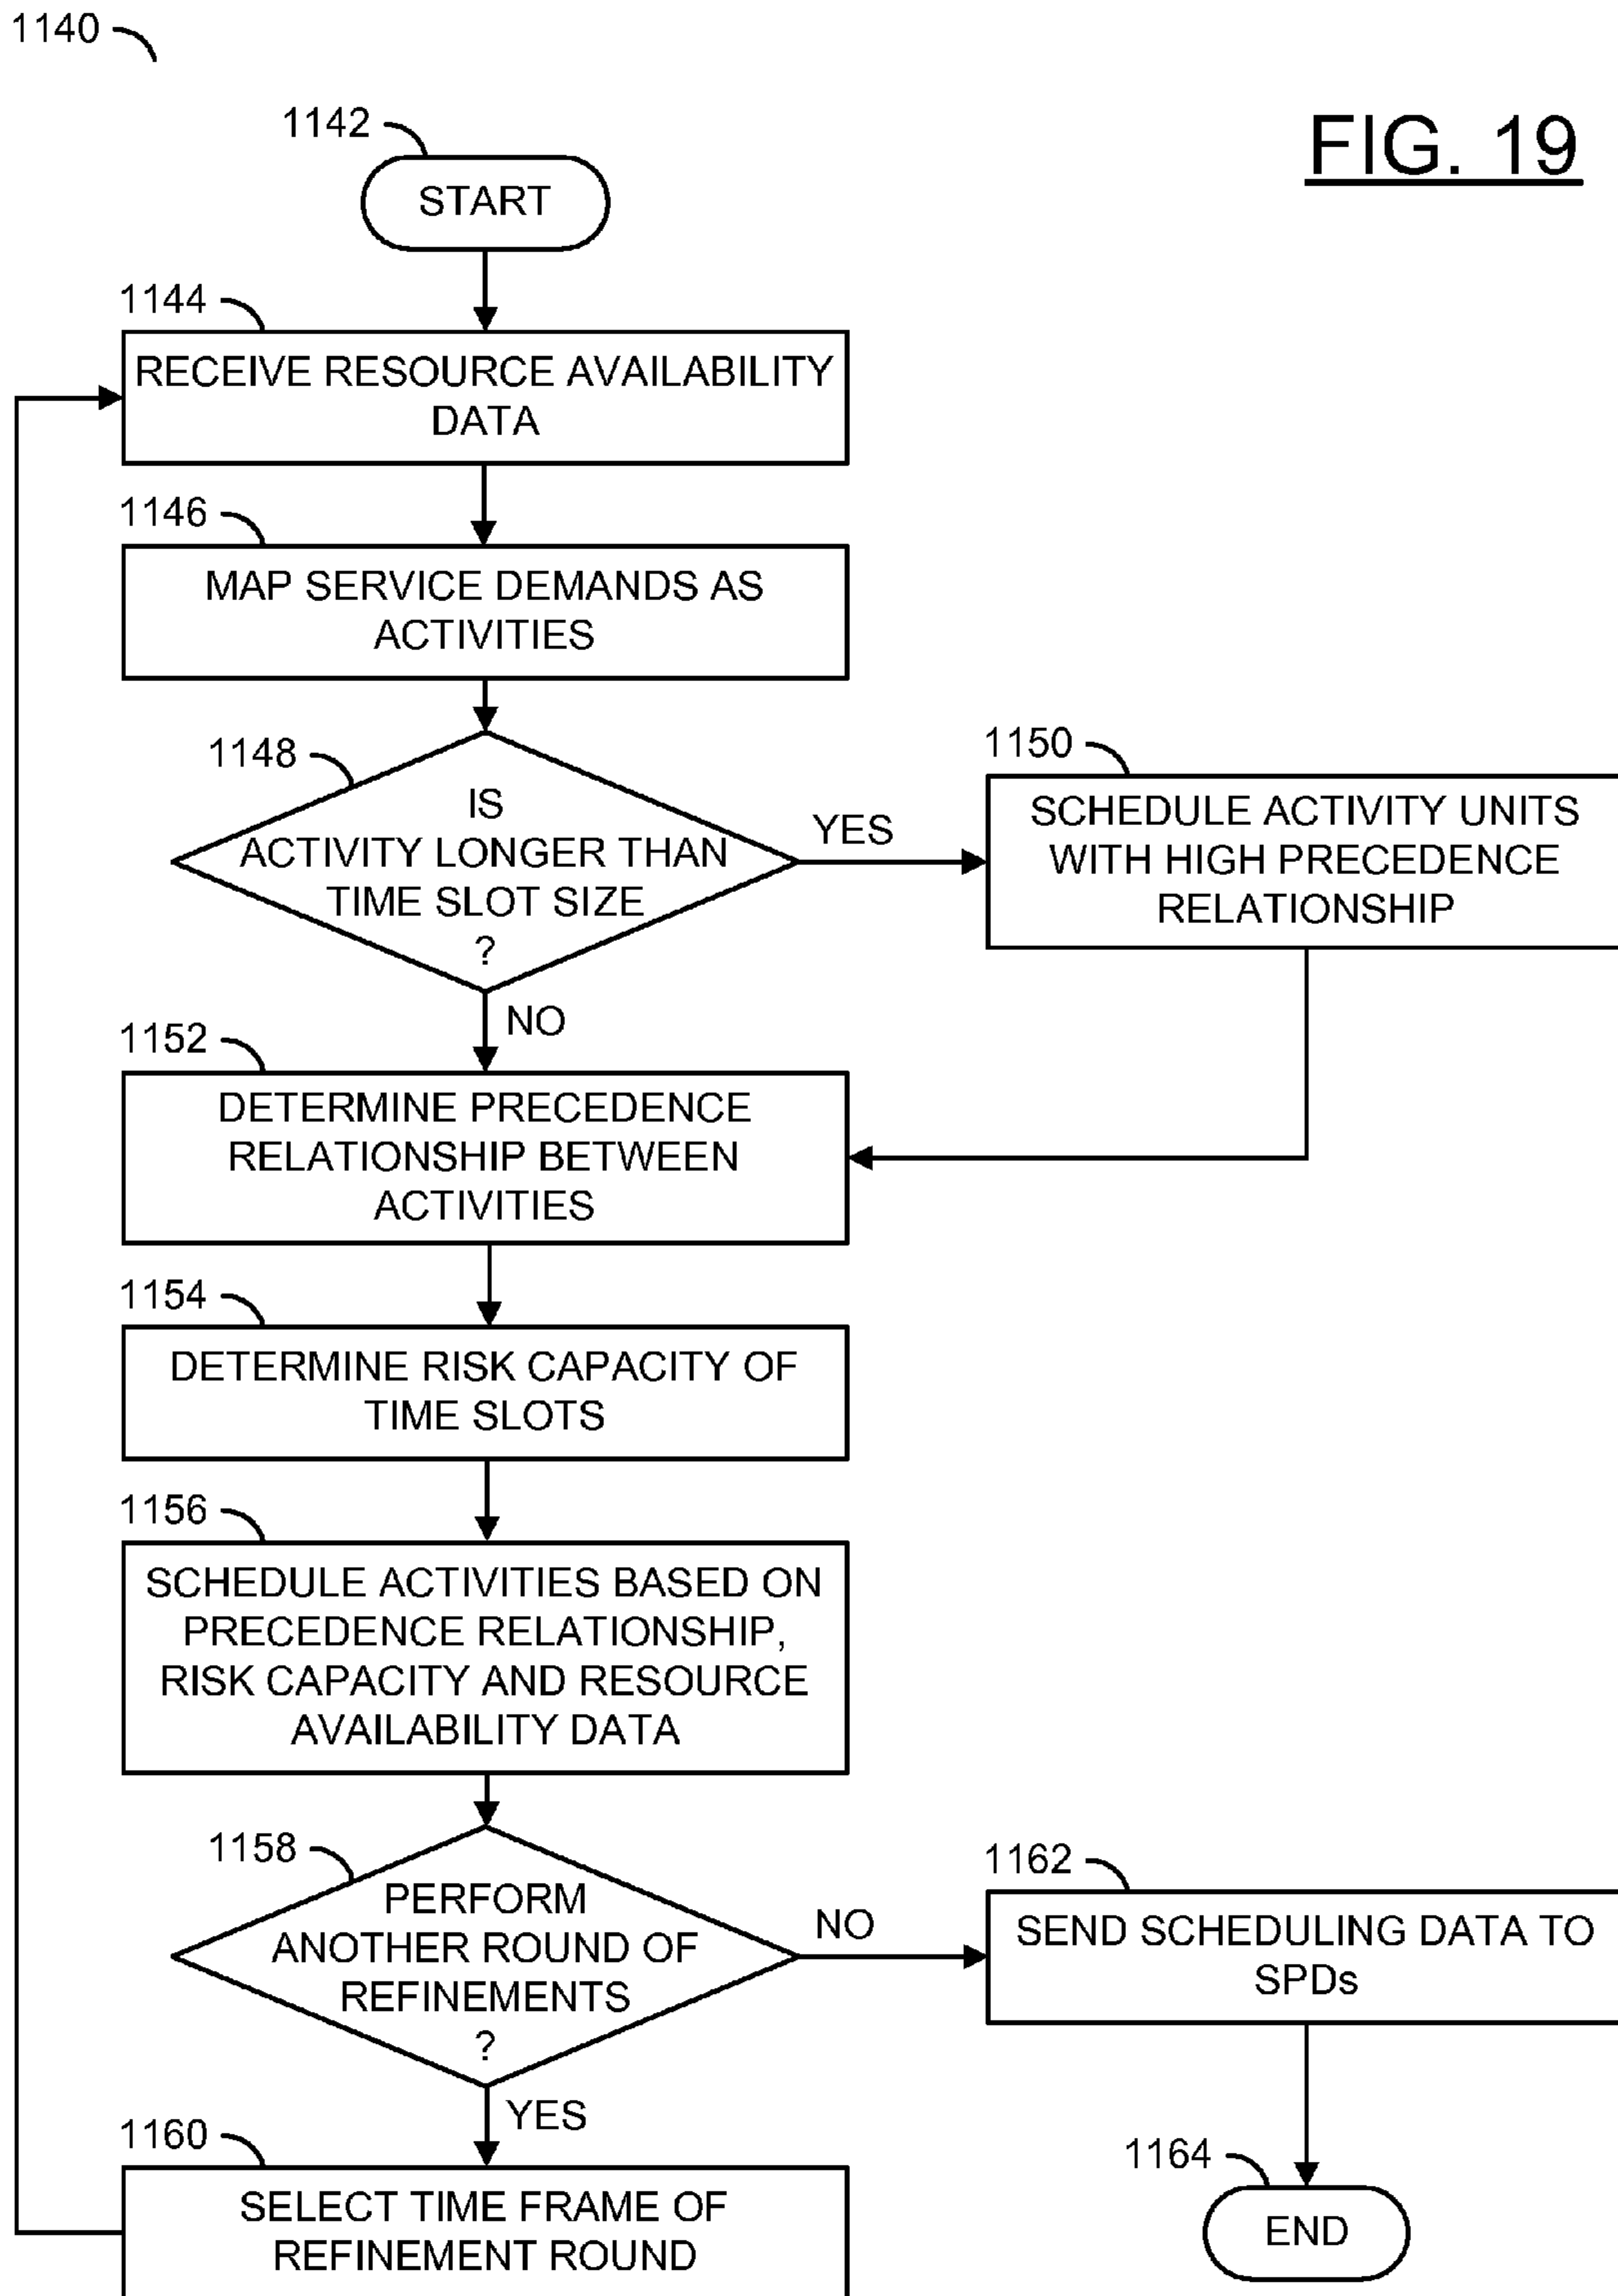 1140
FIG. 19
1142
START
1144
RECEIVE RESOURCE AVAILABILITY
DATA
1146
MAP SERVICE DEMANDS AS
ACTIVITIES
1148
IS
ACTIVITY LONGER THAN
TIME SLOT SIZE
?
YES
NO
1150
SCHEDULE ACTIVITY UNITS
WITH HIGH PRECEDENCE
RELATIONSHIP
1152
DETERMINE PRECEDENCE
RELATIONSHIP BETWEEN
ACTIVITIES
1154
DETERMINE RISK CAPACITY OF
TIME SLOTS
1156
SCHEDULE ACTIVITIES BASED ON
PRECEDENCE RELATIONSHIP,
RISK CAPACITY AND RESOURCE
AVAILABILITY DATA
1158
PERFORM
ANOTHER ROUND OF
REFINEMENTS
?
NO
YES
1162
SEND SCHEDULING DATA TO
SPDs
1160
SELECT TIME FRAME OF
REFINEMENT ROUND
1164
END